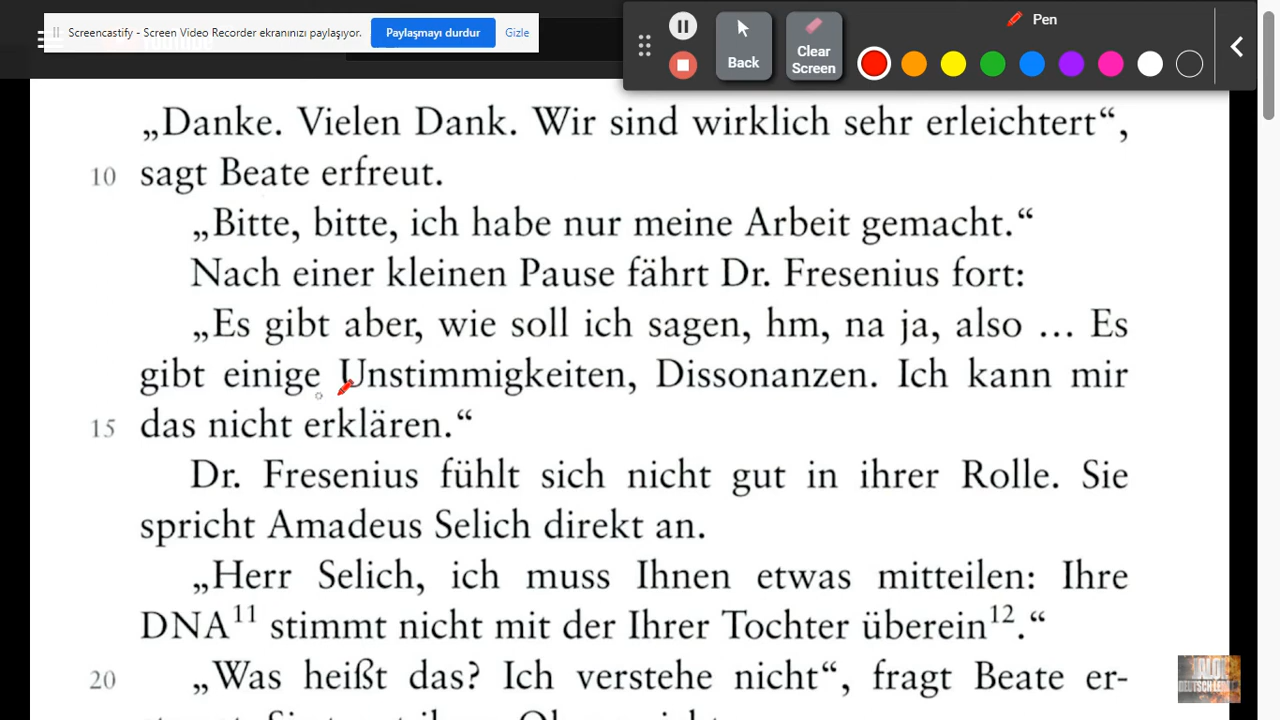 Screencastify - Screen Video Recorder ekranınızı paylaşıyor. Paylaşmayı durdur Gizle
Back
Clear
Screen
Pen
„Danke. Vielen Dank. Wir sind wirklich sehr erleichtert“,
10 sagt Beate erfreut.
„Bitte, bitte, ich habe nur meine Arbeit gemacht.“
Nach einer kleinen Pause fährt Dr. Fresenius fort:
„Es gibt aber, wie soll ich sagen, hm, na ja, also … Es
gibt einige Unstimmigkeiten, Dissonanzen. Ich kann mir
15 das nicht erklären.“
Dr. Fresenius fühlt sich nicht gut in ihrer Rolle. Sie
spricht Amadeus Selich direkt an.
„Herr Selich, ich muss Ihnen etwas mitteilen: Ihre
DNA11 stimmt nicht mit der Ihrer Tochter überein12.“
20 „Was heißt das? Ich verstehe nicht“, fragt Beate er-